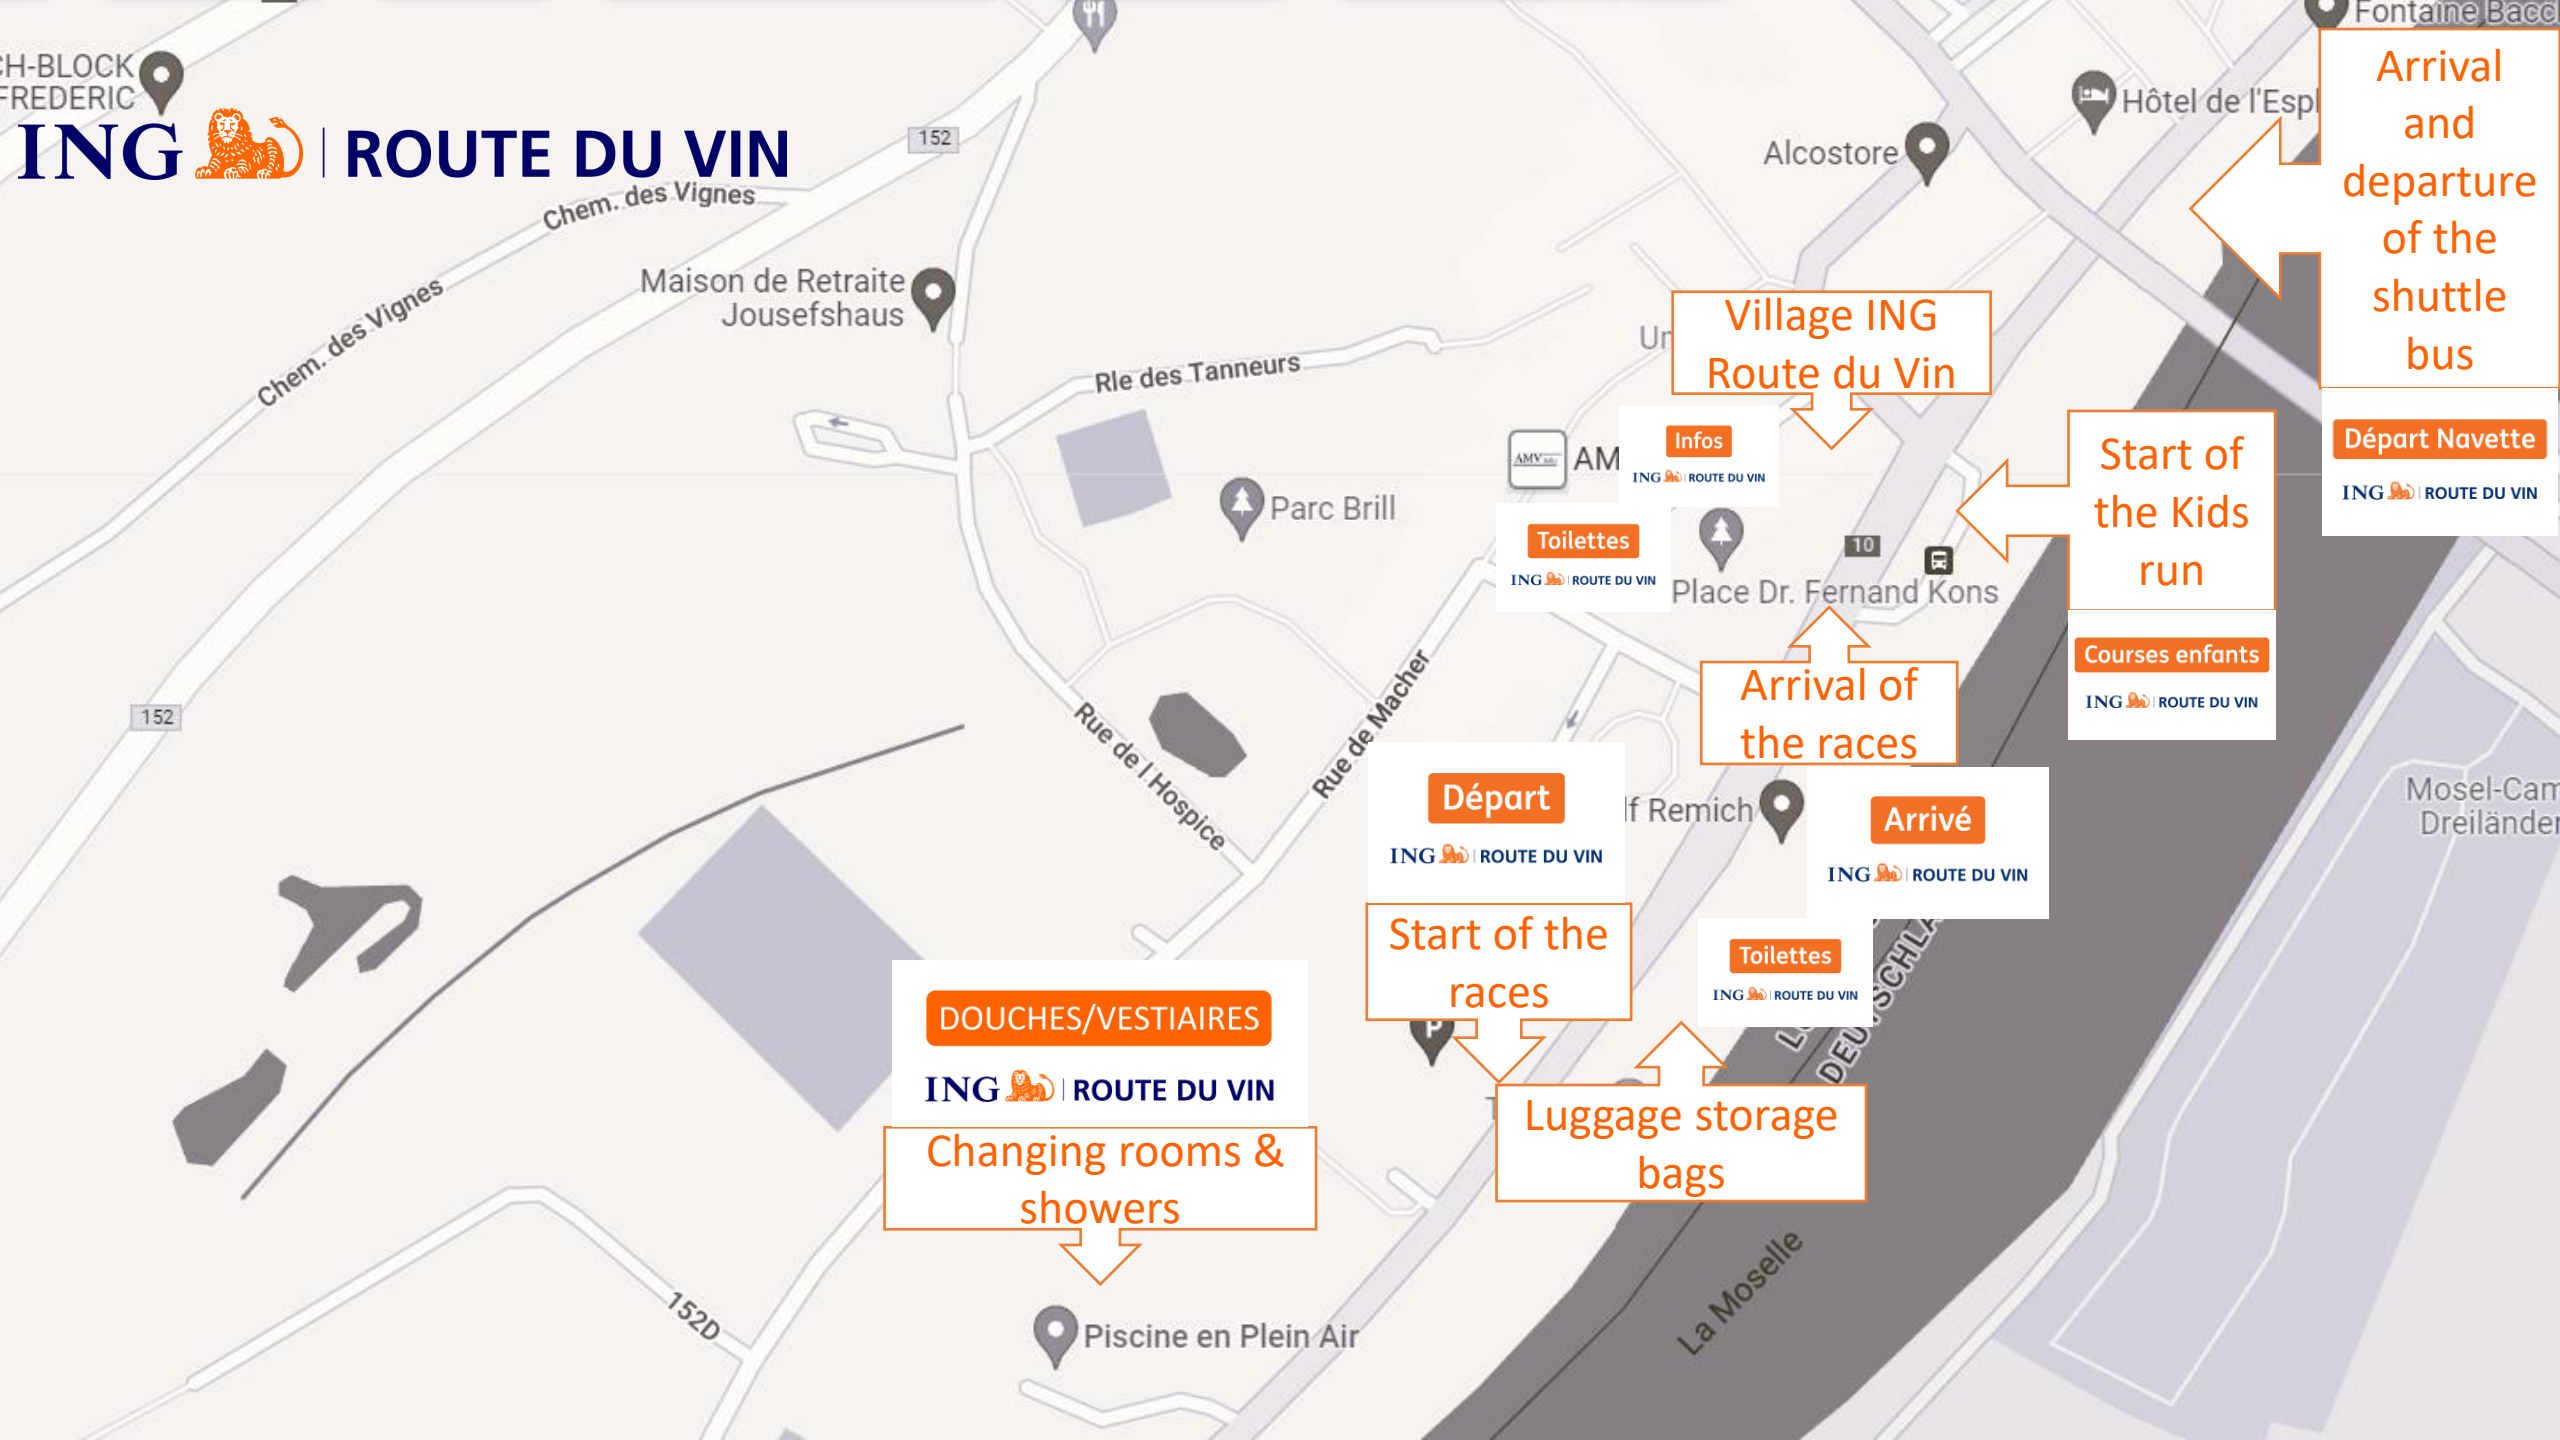 Fontaine Bacc
CH-BLOCK
FREDERIC
ING | ROUTE DU VIN
152
Chem. des Vignes
Chem. des Vignes
Maison de Retraite
Jousefshaus
Rle des Tanneurs
Alcostore
Hôtel de l'Espl
Arrival
and
departure
of the
shuttle
bus
Départ Navette
ING | ROUTE DU VIN
Village ING
Route du Vin
Un
AMV
AM
Infos
ING | ROUTE DU VIN
Toilettes
ING | ROUTE DU VIN
Parc Brill
10
Place Dr. Fernand Kons
Start of
the Kids
run
Courses enfants
ING | ROUTE DU VIN
Arrival of
the races
152
Rue de l'Hospice
Rue de Macher
Départ
ING | ROUTE DU VIN
lf Remich
Arrivé
ING | ROUTE DU VIN
Mosel-Cam
Dreiländer
Start of the
races
P
Toilettes
ING | ROUTE DU VIN
DEUTSCHLA
DOUCHES/VESTIAIRES
ING | ROUTE DU VIN
Changing rooms &
showers
Luggage storage
bags
La Moselle
152D
Piscine en Plein Air